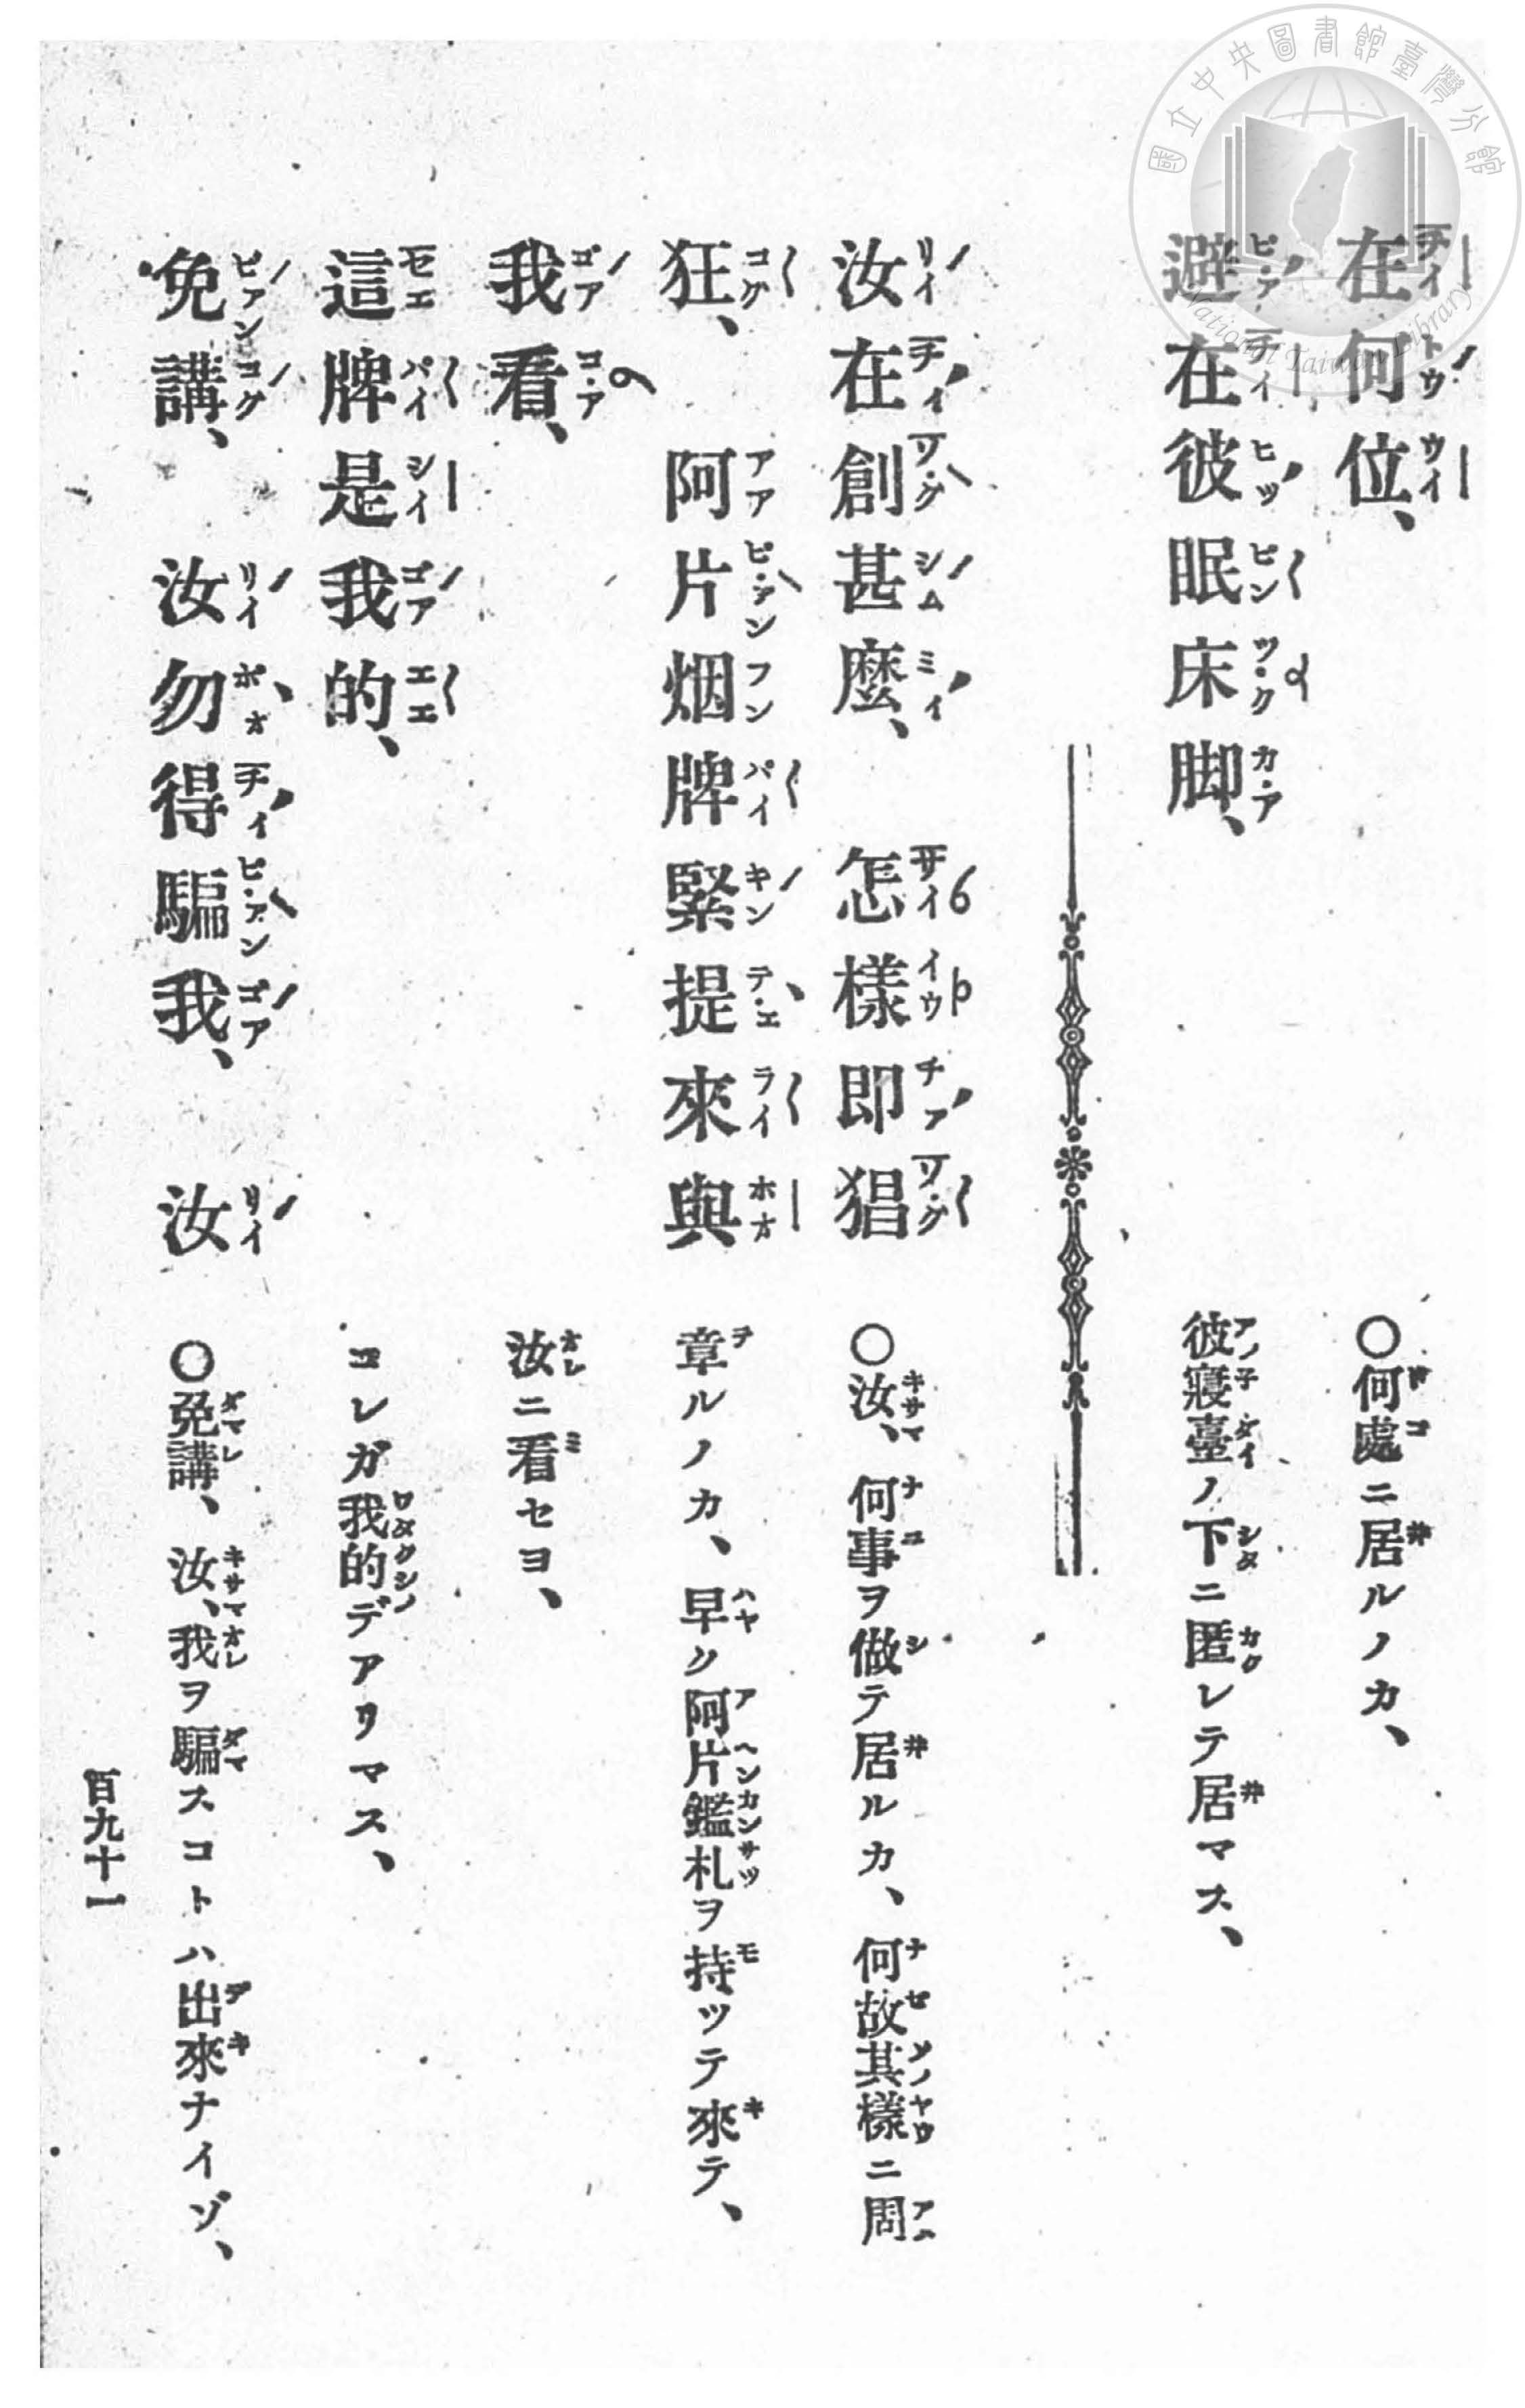 國立中央圖書館臺灣分館
National Taiwan Library
在何位、
○何處ニ居ルノカ、
避在彼眠床脚、
彼寢臺ノ下ニ匿レテ居マス、
汝在創甚麼、 怎樣即猖
○汝、何事ヲ做テ居ルカ、何故其樣ニ周
狂、 阿片烟牌緊提來與
章ルノカ、早ク阿片鑑札ヲ持ツテ來テ、
我看、
汝ニ看セヨ、
這牌是我的、
コレガ我的デアリマス、
免講、 汝勿得騙我、 汝
○免講、汝、我ヲ騙スコトハ出來ナイゾ、
百九十一